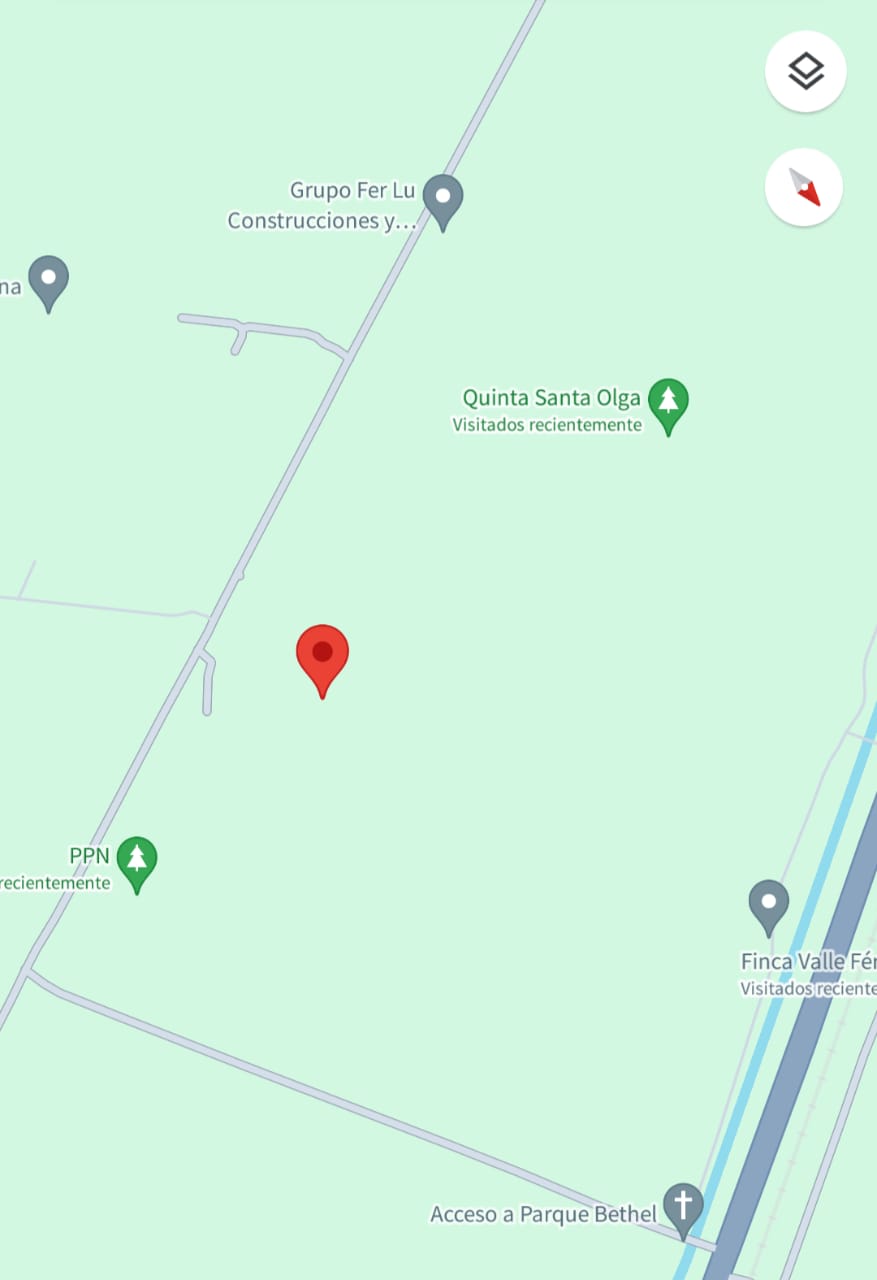 Grupo Fer Lu
Construcciones y...
na
Quinta Santa Olga
Visitados recientemente
PPN
recientemente
Finca Valle Fér
Visitados reciente
Acceso a Parque Bethel